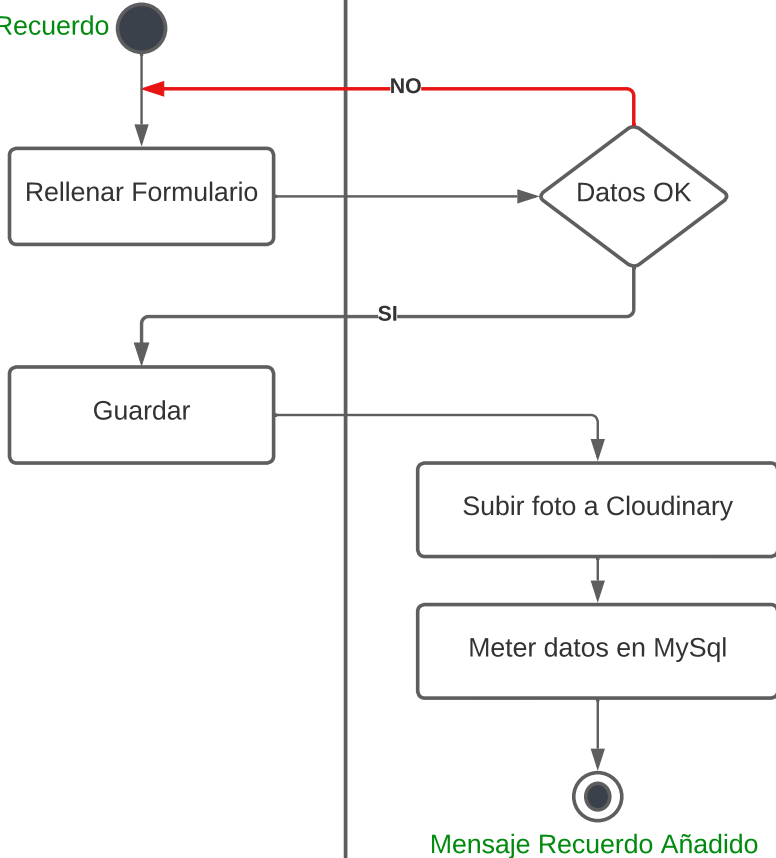 Recuerdo
NO
Rellenar Formulario
Datos OK
SI
Guardar
Subir foto a Cloudinary
Meter datos en MySql
Mensaje Recuerdo Añadido